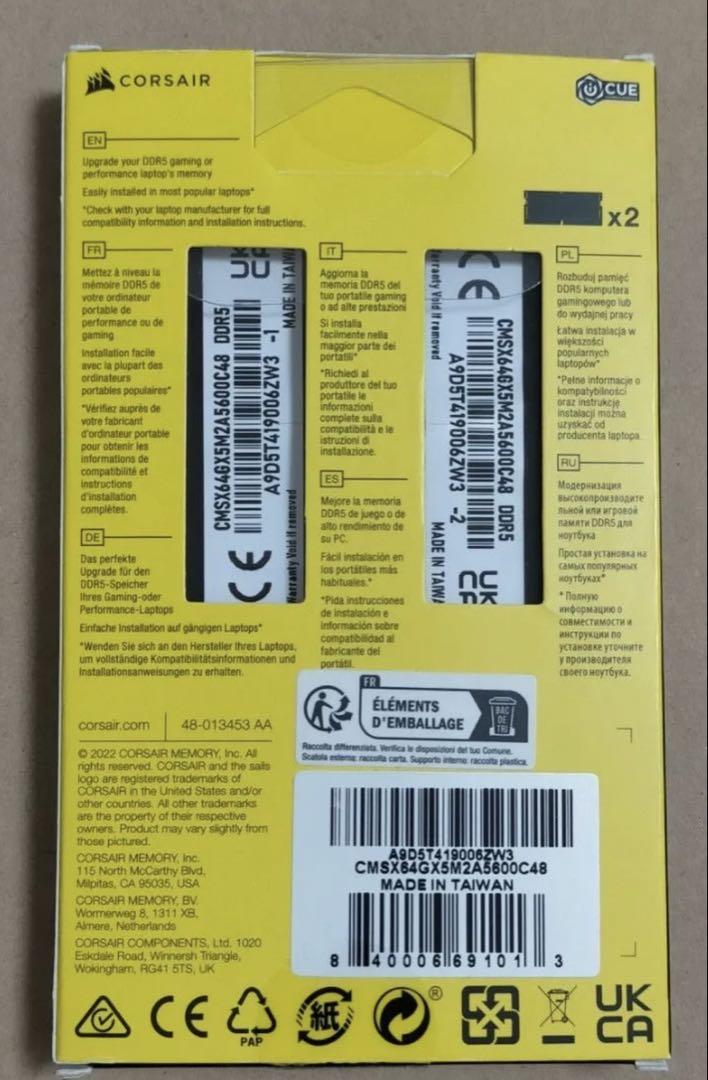 CORSAIR
iCUE
EN
Upgrade your DDR5 gaming or
performance laptop's memory
Easily installed in most popular laptops*
*Check with your laptop manufacturer for full
compatibility information and installation instructions.
x2
FR
Mettez à niveau la
mémoire DDR5 de
votre ordinateur
portable de
performance ou de
gaming
Installation facile
avec la plupart des
ordinateurs
portables populaires*
*Vérifiez auprès de
votre fabricant
d'ordinateur portable
pour obtenir les
informations de
compatibilité et
instructions
d'installation
complètes.
DE
Das perfekte
Upgrade für den
DDR5-Speicher
Ihres Gaming-oder
Performance-Laptops
Einfache Installation auf gängigen Laptops*
*Wenden Sie sich an den Hersteller Ihres Laptops,
um vollständige Kompatibilitätsinformationen und
Installationsanweisungen zu erhalten.
UK
CA
MADE IN TAIW
CMSX64GX5M2A5600C48 DDR5
A9D5T419006ZW3 -1
CE
Warranty Void if removed
IT
Aggiorna la
memoria DDR5 del
tuo portatile gaming
o ad alte prestazioni
Si installa
facilmente nella
maggior parte dei
portatili*
*Richiedi al
produttore del tuo
portatile le
informazioni
complete sulla
compatibilità e le
istruzioni di
installazione.
ES
Mejore la memoria
DDR5 de juego o de
alto rendimiento de
su PC.
Fácil instalación en
los portátiles más
habituales.*
*Pida instrucciones
de instalación e
información sobre
compatibilidad al
fabricante del
portátil.
CE
arranty Void if removed
CMSX64GX5M2A5600C48 DDR5
A9D5T419006ZW3 -2
MADE IN TAIWA
UK
CA
PL
Rozbuduj pamięć
DDR5 komputera
gamingowego lub
do wydajnej pracy
Łatwa instalacja w
większości
popularnych
laptopów*
*Pełne informacje o
kompatybilności
oraz instrukcję
instalacji można
uzyskać od
producenta laptopa.
RU
Модернизация
высокопроизводите
льной или игровой
памяти DDR5 для
ноутбука
Простая установка на
самых популярных
ноутбуках*
* Полную
информацию о
совместимости и
инструкции по
установке уточните
у производителя
своего ноутбука.
corsair.com
48-013453 AA
FR
ÉLÉMENTS
D'EMBALLAGE
BAC
DE
TRI
Raccolta differenziata. Verifica le disposizioni del tuo Comune.
Scatola esterna: raccolta carta. Supporto interno: raccolta plastica.
© 2022 CORSAIR MEMORY, Inc. All
rights reserved. CORSAIR and the sails
logo are registered trademarks of
CORSAIR in the United States and/or
other countries. All other trademarks
are the property of their respective
owners. Product may vary slightly from
those pictured.
CORSAIR MEMORY, Inc.
115 North McCarthy Blvd,
Milpitas, CA 95035, USA
CORSAIR MEMORY, BV.
Wormerweg 8, 1311 XB,
Almere, Netherlands
CORSAIR COMPONENTS, Ltd. 1020
Eskdale Road, Winnersh Triangle,
Wokingham, RG41 5TS, UK
A9D5T419006ZW3
CMSX64GX5M2A5600C48
MADE IN TAIWAN
8 40006 69101 3
CE
PAP
紙
®
UK
CA